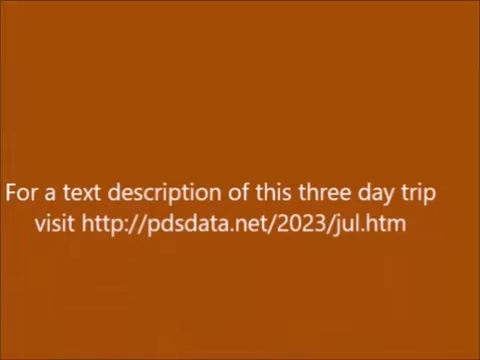 For a text description of this three day trip
visit http://pdsdata.net/2023/jul.htm